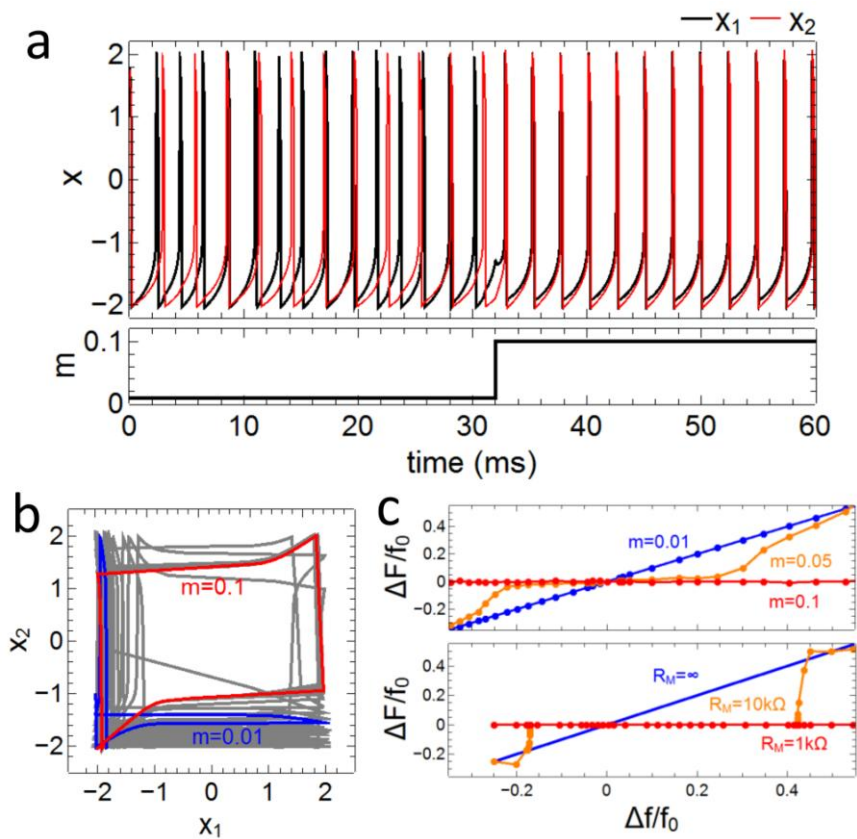 a
x₁ x₂
2
1
0
−1
−2
x
0.1
0
m
0 10 20 30 40 50 60
time (ms)
b
2
1
0
−1
−2
x₂
m=0.1
m=0.01
−2 −1 0 1 2
x₁
c
0.4
0.2
0
−0.2
ΔF/f₀
m=0.01
m=0.05
m=0.1
0.4
0.2
0
−0.2
ΔF/f₀
R_M=∞
R_M=10kΩ
R_M=1kΩ
−0.2 0 0.2 0.4
Δf/f₀